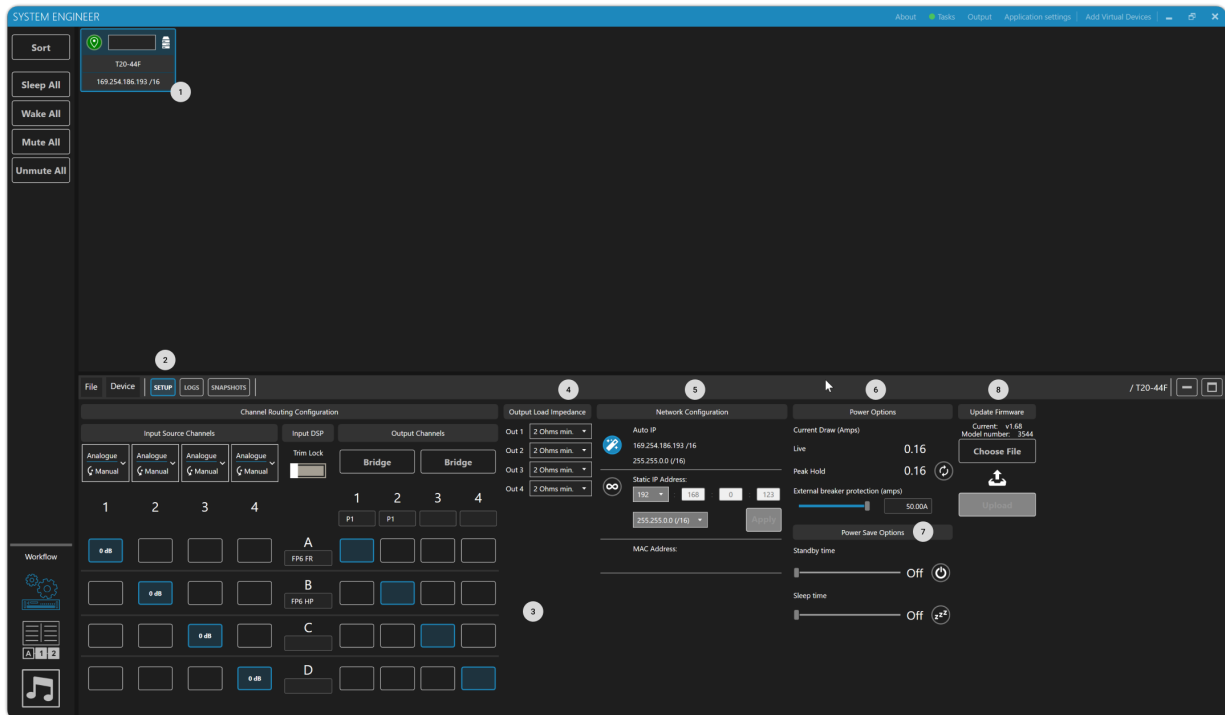 SYSTEM ENGINEER
About Tasks Output Application settings Add Virtual Devices
Sort
Sleep All
Wake All
Mute All
Unmute All
T20-44F
169.254.186.193 /16
1
2
File Device SETUP LOGS SNAPSHOTS
/ T20-44F
4
5
6
8
Channel Routing Configuration
Input Source Channels
Input DSP
Output Channels
Analogue Analogue Analogue Analogue
Manual Manual Manual Manual
Trim Lock
Bridge Bridge
1 2 3 4
1 2 3 4
P1 P1
0 dB
A
FP6 FR
0 dB
B
FP6 HP
0 dB
C
0 dB
D
Output Load Impedance
Out 1 2 Ohms min.
Out 2 2 Ohms min.
Out 3 2 Ohms min.
Out 4 2 Ohms min.
3
Network Configuration
Auto IP
169.254.186.193 /16
255.255.0.0 (/16)
Static IP Address:
192 168 0 123
255.255.0.0 (/16) Apply
MAC Address:
Power Options
Current Draw (Amps)
Live 0.16
Peak Hold 0.16
External breaker protection (amps)
50.00A
Power Save Options
7
Standby time
Off
Sleep time
Off
zzz
Update Firmware
Current: v1.68
Model number: 3544
Choose File
Upload
Workflow
A 1 2